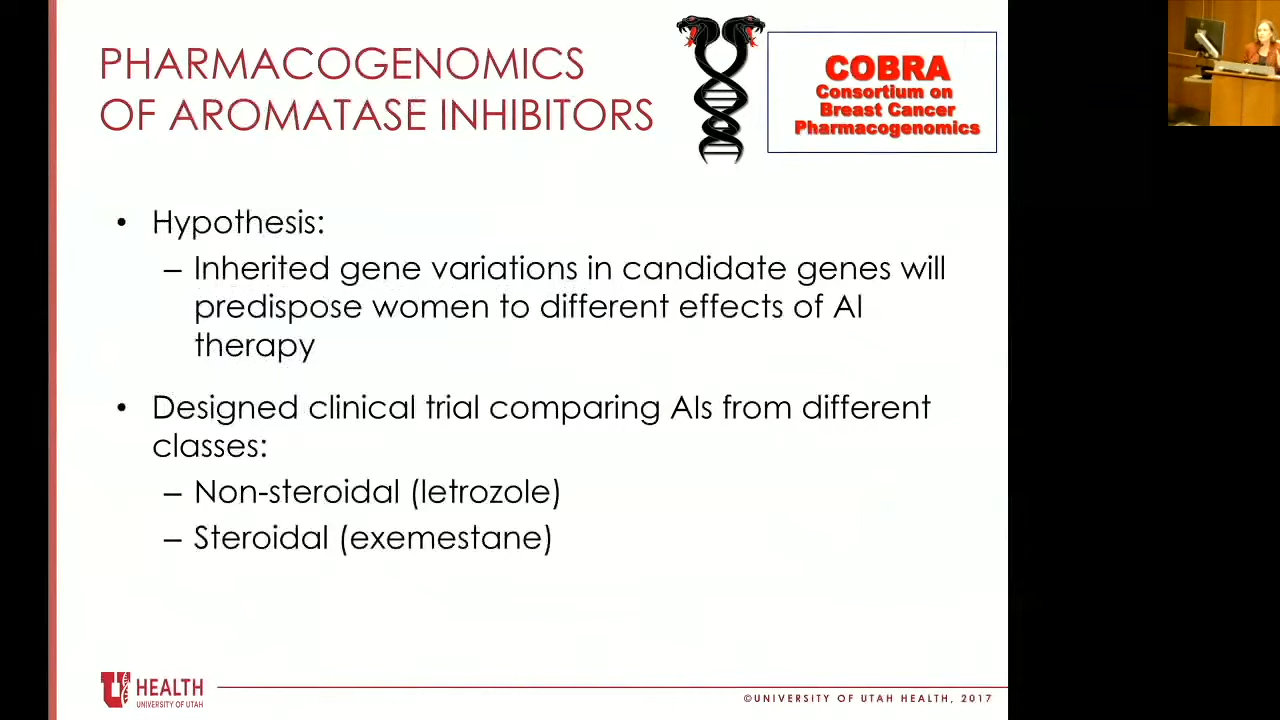 PHARMACOGENOMICS
OF AROMATASE INHIBITORS
COBRA
Consortium on
Breast Cancer
Pharmacogenomics
• Hypothesis:
– Inherited gene variations in candidate genes will
predispose women to different effects of AI
therapy
• Designed clinical trial comparing AIs from different
classes:
– Non-steroidal (letrozole)
– Steroidal (exemestane)
U HEALTH
UNIVERSITY OF UTAH
©UNIVERSITY OF UTAH HEALTH, 2017